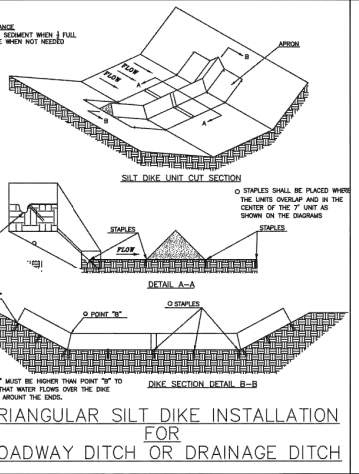 ANCE
SEDIMENT WHEN ½ FULL
E WHEN NOT NEEDED
FLOW
FLOW
A
B
APRON
B
A
SILT DIKE UNIT CUT SECTION
STAPLES SHALL BE PLACED WHERE
THE UNITS OVERLAP AND IN THE
CENTER OF THE 7' UNIT AS
SHOWN ON THE DIAGRAMS
STAPLES
STAPLES
FLOW
DETAIL A-A
POINT "B"
STAPLES
" MUST BE HIGHER THAN POINT "B" TO
THAT WATER FLOWS OVER THE DIKE
AROUNT THE ENDS.
DIKE SECTION DETAIL B-B
RIANGULAR SILT DIKE INSTALLATION
FOR
OADWAY DITCH OR DRAINAGE DITCH